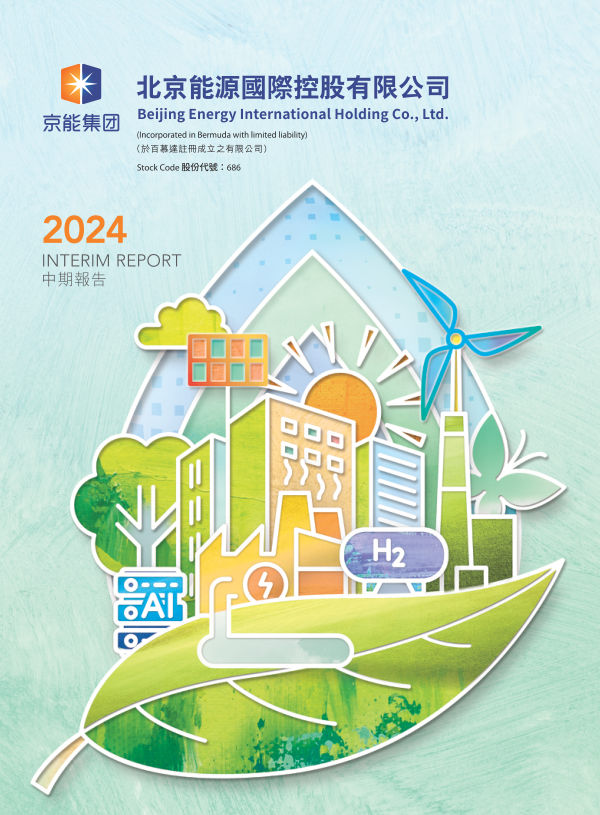 京能集团
北京能源國際控股有限公司
Beijing Energy International Holding Co., Ltd.
(Incorporated in Bermuda with limited liability)
(於百慕達註冊成立之有限公司)
Stock Code 股份代號：686
2024
INTERIM REPORT
中期報告
H2
AI